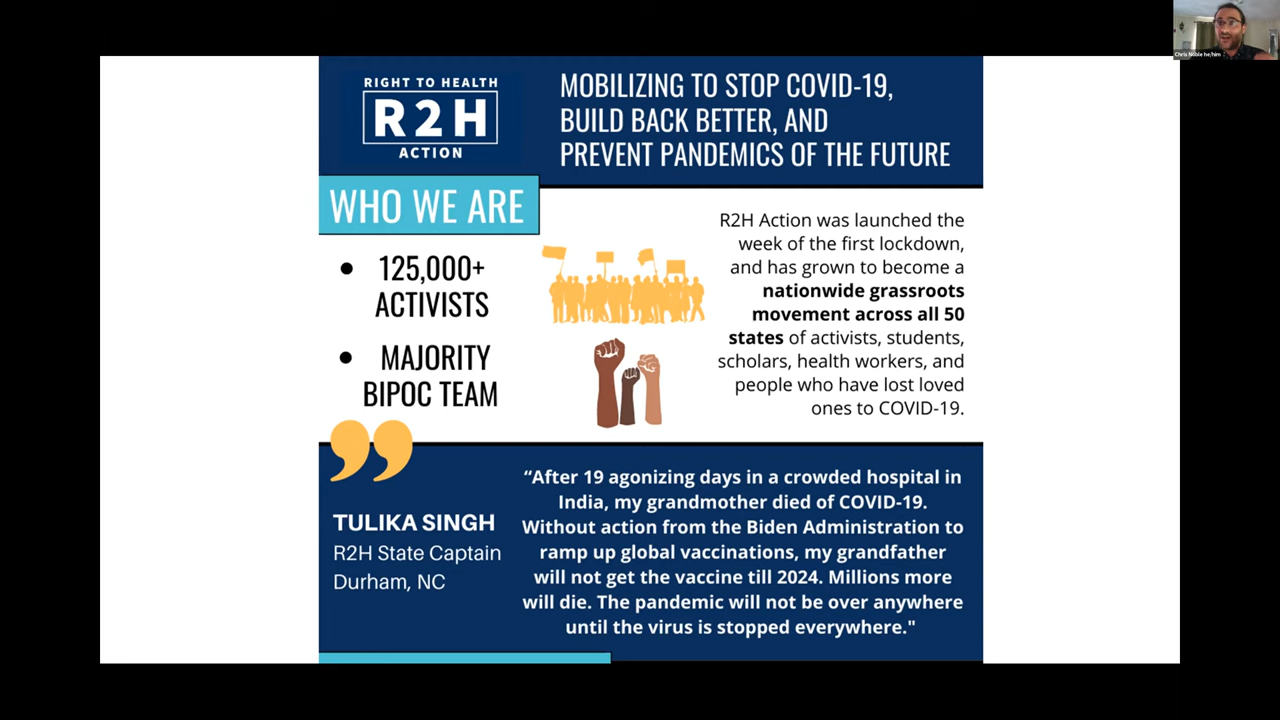 Chris Noble he/him
RIGHT TO HEALTH
R2H
ACTION
MOBILIZING TO STOP COVID-19,
BUILD BACK BETTER, AND
PREVENT PANDEMICS OF THE FUTURE
WHO WE ARE
• 125,000+
ACTIVISTS
• MAJORITY
BIPOC TEAM
R2H Action was launched the
week of the first lockdown,
and has grown to become a
nationwide grassroots
movement across all 50
states of activists, students,
scholars, health workers, and
people who have lost loved
ones to COVID-19.
”
TULIKA SINGH
R2H State Captain
Durham, NC
“After 19 agonizing days in a crowded hospital in
India, my grandmother died of COVID-19.
Without action from the Biden Administration to
ramp up global vaccinations, my grandfather
will not get the vaccine till 2024. Millions more
will die. The pandemic will not be over anywhere
until the virus is stopped everywhere."